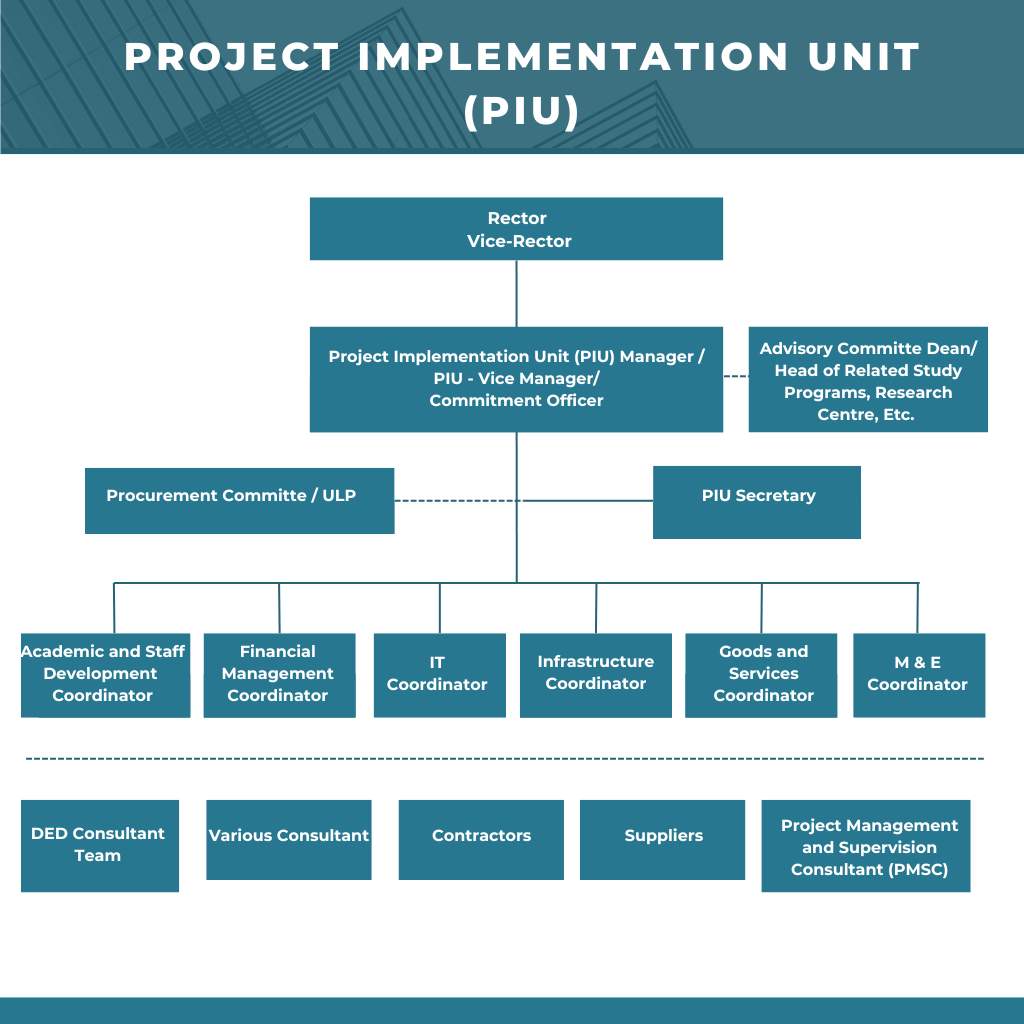 PROJECT IMPLEMENTATION UNIT
(PIU)
Rector
Vice-Rector
Project Implementation Unit (PIU) Manager /
PIU - Vice Manager/
Commitment Officer
Advisory Committe Dean/
Head of Related Study
Programs, Research
Centre, Etc.
Procurement Committe / ULP
PIU Secretary
Academic and Staff
Development
Coordinator
Financial
Management
Coordinator
IT
Coordinator
Infrastructure
Coordinator
Goods and
Services
Coordinator
M & E
Coordinator
DED Consultant
Team
Various Consultant
Contractors
Suppliers
Project Management
and Supervision
Consultant (PMSC)